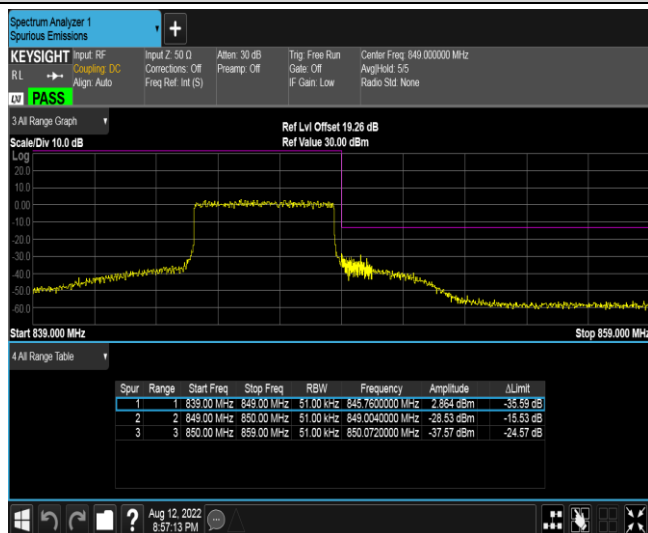 Spectrum Analyzer 1
Spurious Emissions
KEYSIGHT Input: RF Input Z: 50 Ω Atten: 30 dB Trig: Free Run Center Freq: 849.000000 MHz
RL Coupling: DC Corrections: Off Preamp: Off Gate: Off Avg|Hold: 5/5
Align: Auto Freq Ref: Int (S) IF Gain: Low Radio Std: None
LXI PASS
3 All Range Graph
Ref Lvl Offset 19.26 dB
Scale/Div 10.0 dB Ref Value 30.00 dBm
Log
20.0
10.0
0.00
-10.0
-20.0
-30.0
-40.0
-50.0
-60.0
Start 839.000 MHz Stop 859.000 MHz
4 All Range Table
Spur Range Start Freq Stop Freq RBW Frequency Amplitude ΔLimit
1 1 839.00 MHz 849.00 MHz 51.00 kHz 845.7600000 MHz 2.864 dBm -35.59 dB
2 2 849.00 MHz 850.00 MHz 51.00 kHz 849.0040000 MHz -28.53 dBm -15.53 dB
3 3 850.00 MHz 859.00 MHz 51.00 kHz 850.0720000 MHz -37.57 dBm -24.57 dB
? Aug 12, 2022
8:57:13 PM